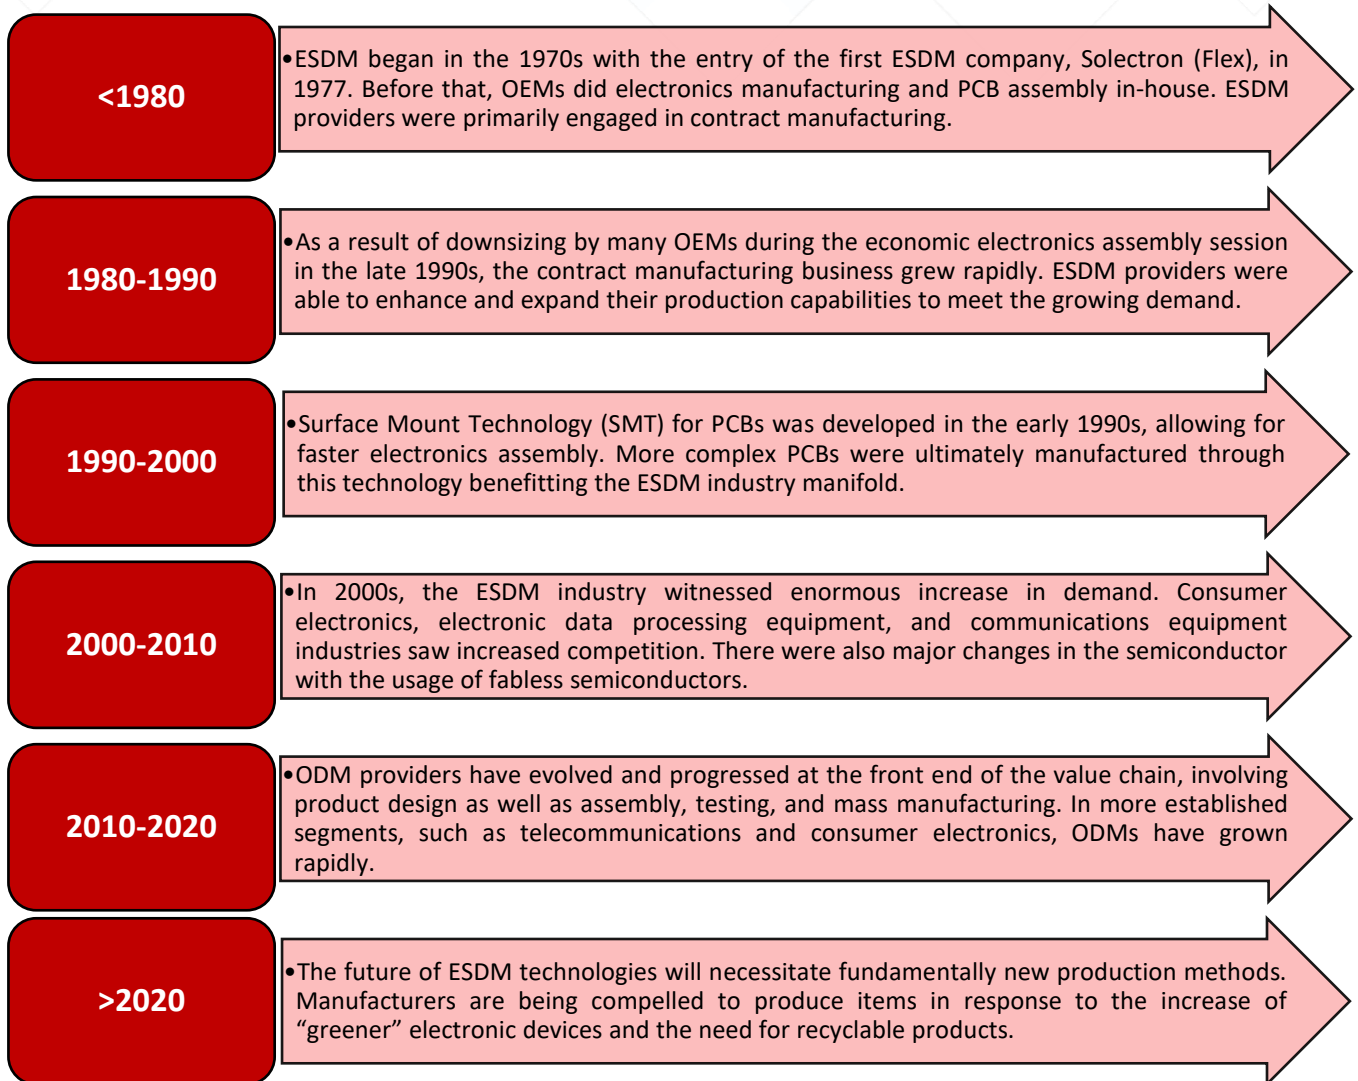 <1980
•ESDM began in the 1970s with the entry of the first ESDM company, Solectron (Flex), in
1977. Before that, OEMs did electronics manufacturing and PCB assembly in-house. ESDM
providers were primarily engaged in contract manufacturing.
1980-1990
•As a result of downsizing by many OEMs during the economic electronics assembly session
in the late 1990s, the contract manufacturing business grew rapidly. ESDM providers were
able to enhance and expand their production capabilities to meet the growing demand.
1990-2000
•Surface Mount Technology (SMT) for PCBs was developed in the early 1990s, allowing for
faster electronics assembly. More complex PCBs were ultimately manufactured through
this technology benefitting the ESDM industry manifold.
2000-2010
•In 2000s, the ESDM industry witnessed enormous increase in demand. Consumer
electronics, electronic data processing equipment, and communications equipment
industries saw increased competition. There were also major changes in the semiconductor
with the usage of fabless semiconductors.
2010-2020
•ODM providers have evolved and progressed at the front end of the value chain, involving
product design as well as assembly, testing, and mass manufacturing. In more established
segments, such as telecommunications and consumer electronics, ODMs have grown
rapidly.
>2020
•The future of ESDM technologies will necessitate fundamentally new production methods.
Manufacturers are being compelled to produce items in response to the increase of
“greener” electronic devices and the need for recyclable products.